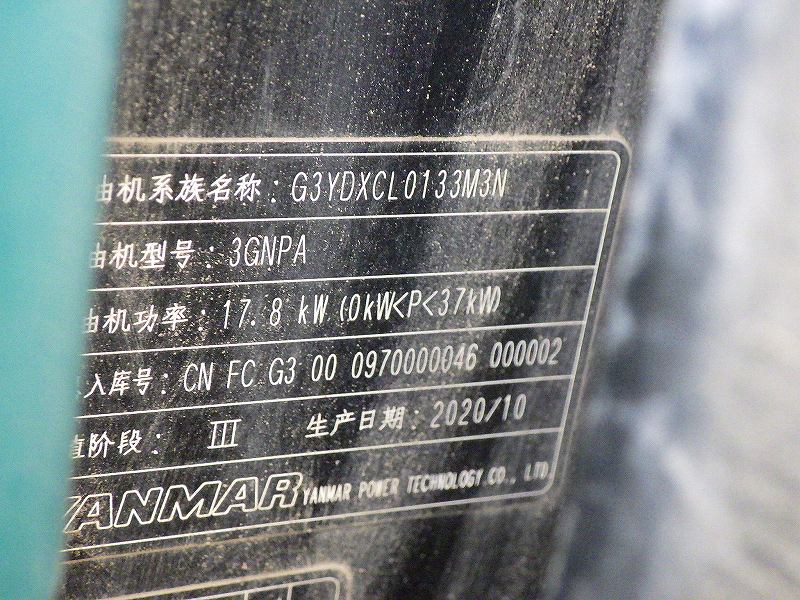 油机系族名称：G3YDXCL0133M3N
油机型号：3GNPA
油机功率：17.8 kW (0kW<P<37kW)
入库号：CN FC G3 00 0970000046 000002
值阶段： III 生产日期：2020/10
YANMAR YANMAR POWER TECHNOLOGY CO., LTD.